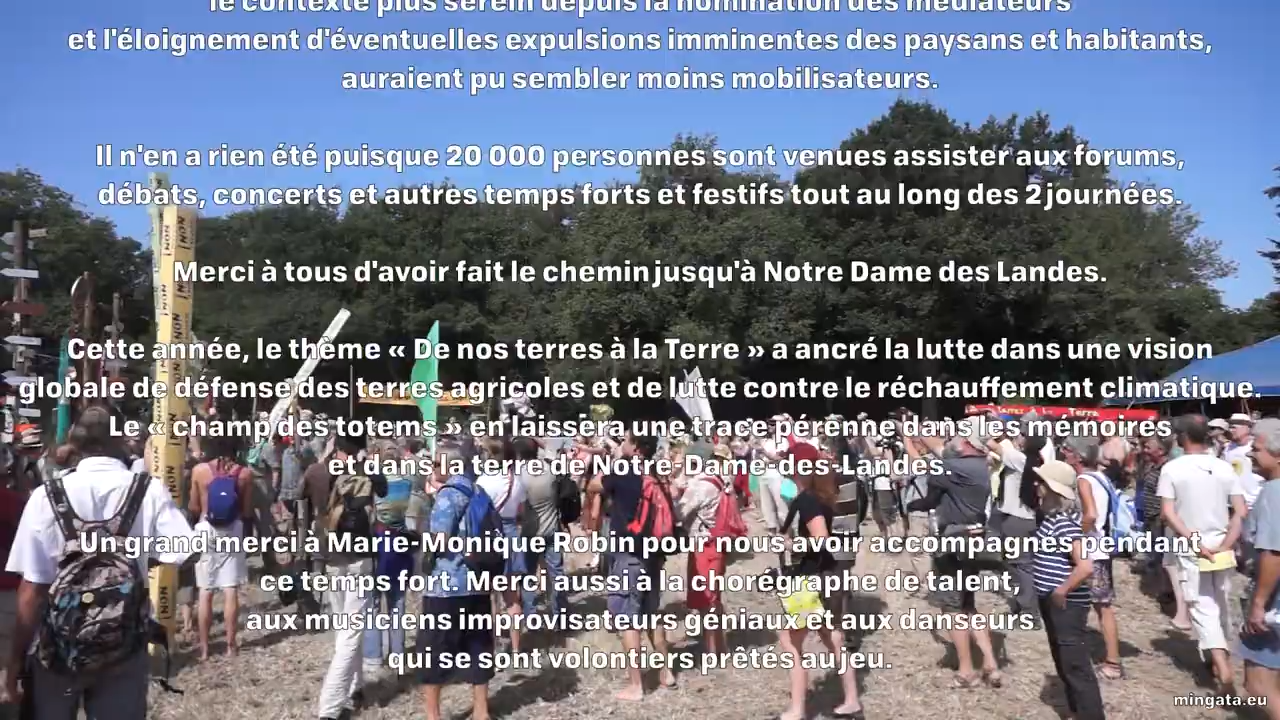 le contexte plus serein depuis la nomination des médiateurs
et l'éloignement d'éventuelles expulsions imminentes des paysans et habitants,
auraient pu sembler moins mobilisateurs.
Il n'en a rien été puisque 20 000 personnes sont venues assister aux forums,
débats, concerts et autres temps forts et festifs tout au long des 2 journées.
Merci à tous d'avoir fait le chemin jusqu'à Notre Dame des Landes.
Cette année, le thème « De nos terres à la Terre » a ancré la lutte dans une vision
globale de défense des terres agricoles et de lutte contre le réchauffement climatique.
Le « champ des totems » en laissera une trace pérenne dans les mémoires
et dans la terre de Notre-Dame-des-Landes.
Un grand merci à Marie-Monique Robin pour nous avoir accompagnés pendant
ce temps fort. Merci aussi à la chorégraphe de talent,
aux musiciens improvisateurs géniaux et aux danseurs
qui se sont volontiers prêtés au jeu.
NON!
NON!
NON!
NON!
mingata.eu